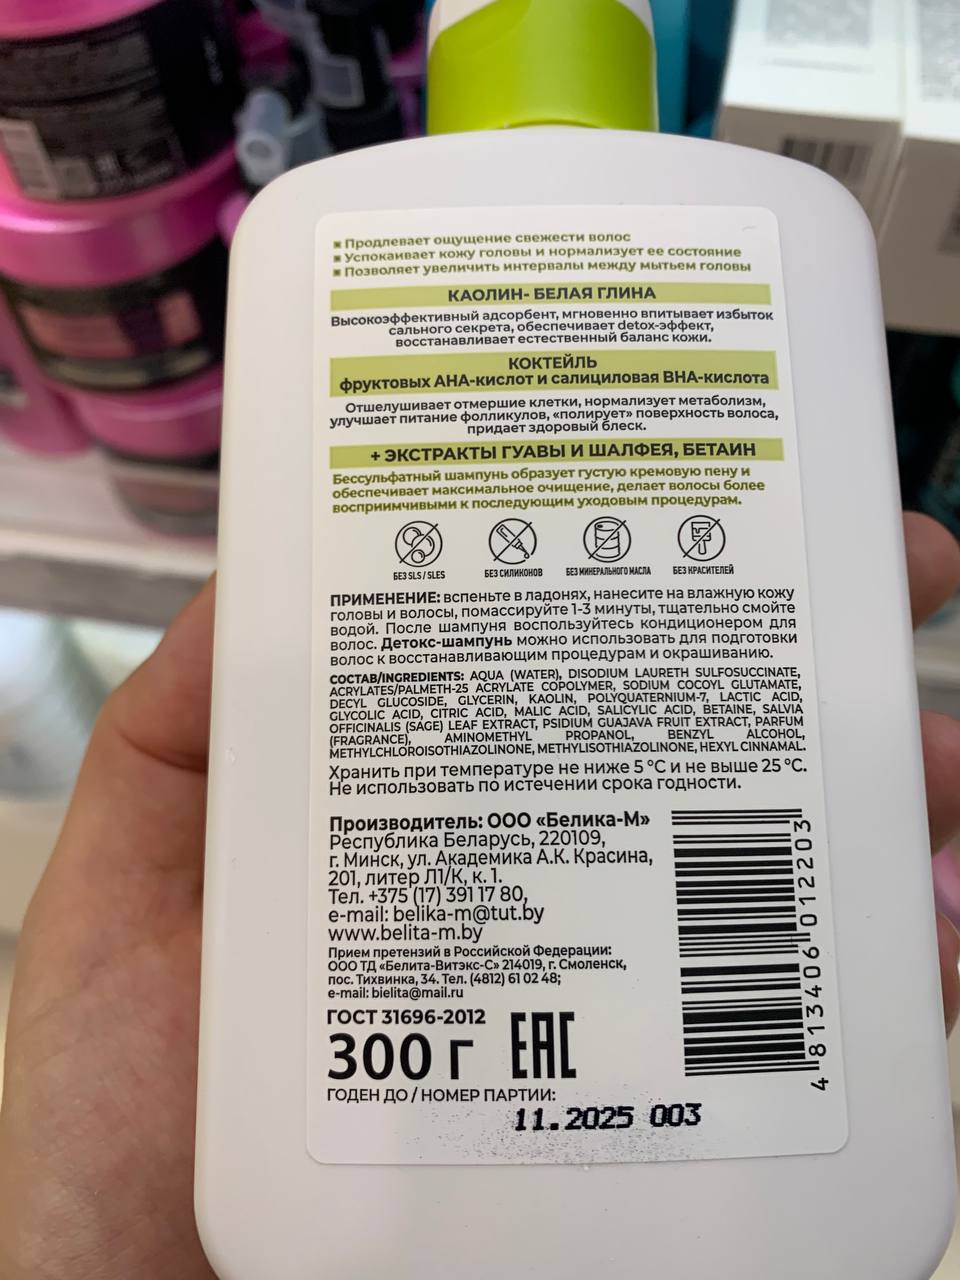 ▪ Продлевает ощущение свежести волос
▪ Успокаивает кожу головы и нормализует ее состояние
▪ Позволяет увеличить интервалы между мытьем головы
КАОЛИН- БЕЛАЯ ГЛИНА
Высокоэффективный адсорбент, мгновенно впитывает избыток
сального секрета, обеспечивает detox-эффект,
восстанавливает естественный баланс кожи.
КОКТЕЙЛЬ
фруктовых АНА-кислот и салициловая ВНА-кислота
Отшелушивает отмершие клетки, нормализует метаболизм,
улучшает питание фолликулов, «полирует» поверхность волоса,
придает здоровый блеск.
+ ЭКСТРАКТЫ ГУАВЫ И ШАЛФЕЯ, БЕТАИН
Бессульфатный шампунь образует густую кремовую пену и
обеспечивает максимальное очищение, делает волосы более
восприимчивыми к последующим уходовым процедурам.
БЕЗ SLS / SLES БЕЗ СИЛИКОНОВ БЕЗ МИНЕРАЛЬНОГО МАСЛА БЕЗ КРАСИТЕЛЕЙ
ПРИМЕНЕНИЕ: вспеньте в ладонях, нанесите на влажную кожу
головы и волосы, помассируйте 1-3 минуты, тщательно смойте
водой. После шампуня воспользуйтесь кондиционером для
волос. Детокс-шампунь можно использовать для подготовки
волос к восстанавливающим процедурам и окрашиванию.
СОСТАВ/INGREDIENTS: AQUA (WATER), DISODIUM LAURETH SULFOSUCCINATE,
ACRYLATES/PALMETH-25 ACRYLATE COPOLYMER, SODIUM COCOYL GLUTAMATE,
DECYL GLUCOSIDE, GLYCERIN, KAOLIN, POLYQUATERNIUM-7, LACTIC ACID,
GLYCOLIC ACID, CITRIC ACID, MALIC ACID, SALICYLIC ACID, BETAINE, SALVIA
OFFICINALIS (SAGE) LEAF EXTRACT, PSIDIUM GUAJAVA FRUIT EXTRACT, PARFUM
(FRAGRANCE), AMINOMETHYL PROPANOL, BENZYL ALCOHOL,
METHYLCHLOROISOTHIAZOLINONE, METHYLISOTHIAZOLINONE, HEXYL CINNAMAL.
Хранить при температуре не ниже 5 °C и не выше 25 °C.
Не использовать по истечении срока годности.
Производитель: ООО «Белика-М»
Республика Беларусь, 220109,
г. Минск, ул. Академика А.К. Красина,
201, литер Л1/К, к. 1.
Тел. +375 (17) 391 17 80,
e-mail: belika-m@tut.by
www.belita-m.by
Прием претензий в Российской Федерации:
ООО ТД «Белита-Витэкс-С» 214019, г. Смоленск,
пос. Тихвинка, 34. Тел. (4812) 61 02 48;
e-mail: bielita@mail.ru
ГОСТ 31696-2012
300 г ЕАС
ГОДЕН ДО / НОМЕР ПАРТИИ:
11.2025 003
4 813406 012203